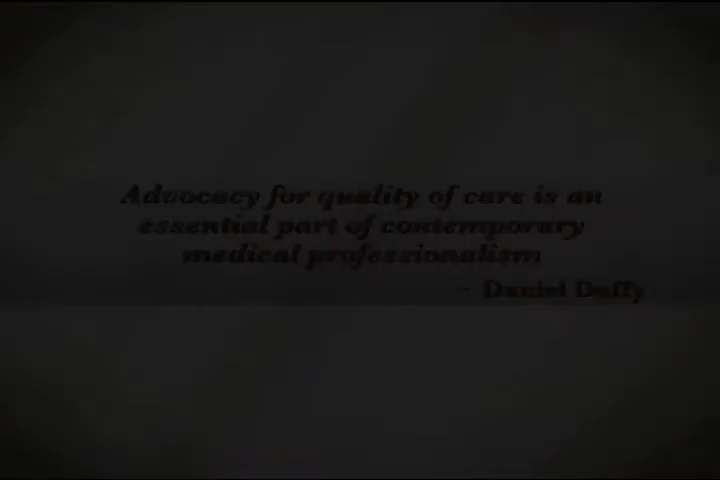 Advocacy for quality of care is an
essential part of contemporary
medical professionalism
- Daniel Duffy